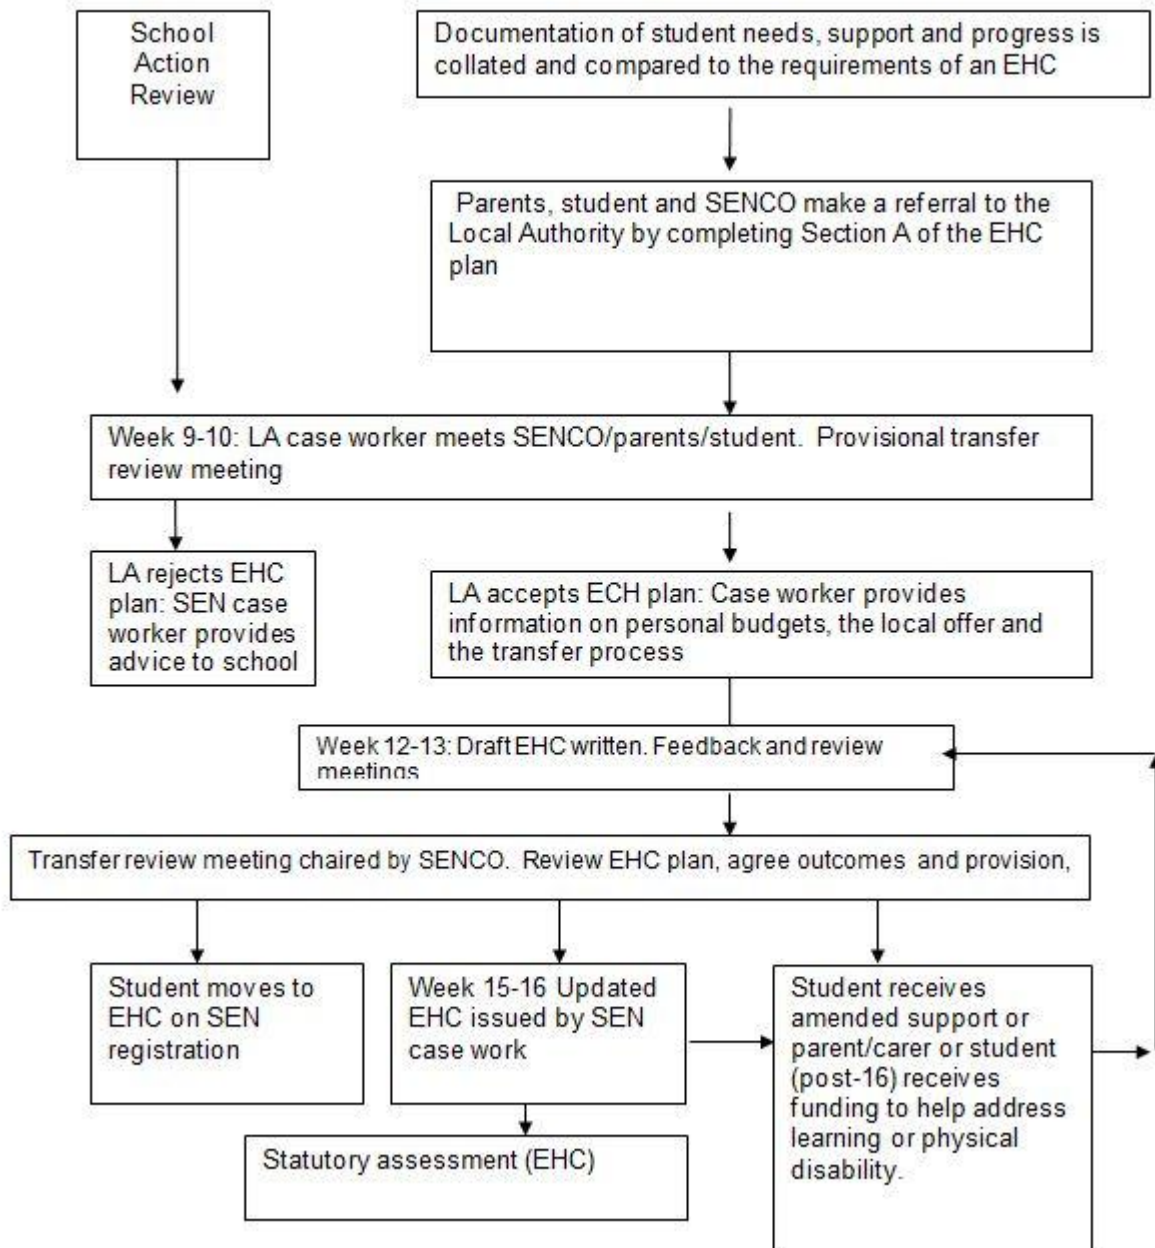 School
Action
Review
Documentation of student needs, support and progress is
collated and compared to the requirements of an EHC
Parents, student and SENCO make a referral to the
Local Authority by completing Section A of the EHC
plan
Week 9-10: LA case worker meets SENCO/parents/student. Provisional transfer
review meeting
LA rejects EHC
plan: SEN case
worker provides
advice to school
LA accepts ECH plan: Case worker provides
information on personal budgets, the local offer and
the transfer process
Week 12-13: Draft EHC written. Feedback and review
meetings
Transfer review meeting chaired by SENCO. Review EHC plan, agree outcomes and provision,
Student moves to
EHC on SEN
registration
Week 15-16 Updated
EHC issued by SEN
case work
Student receives
amended support or
parent/carer or student
(post-16) receives
funding to help address
learning or physical
disability.
Statutory assessment (EHC)